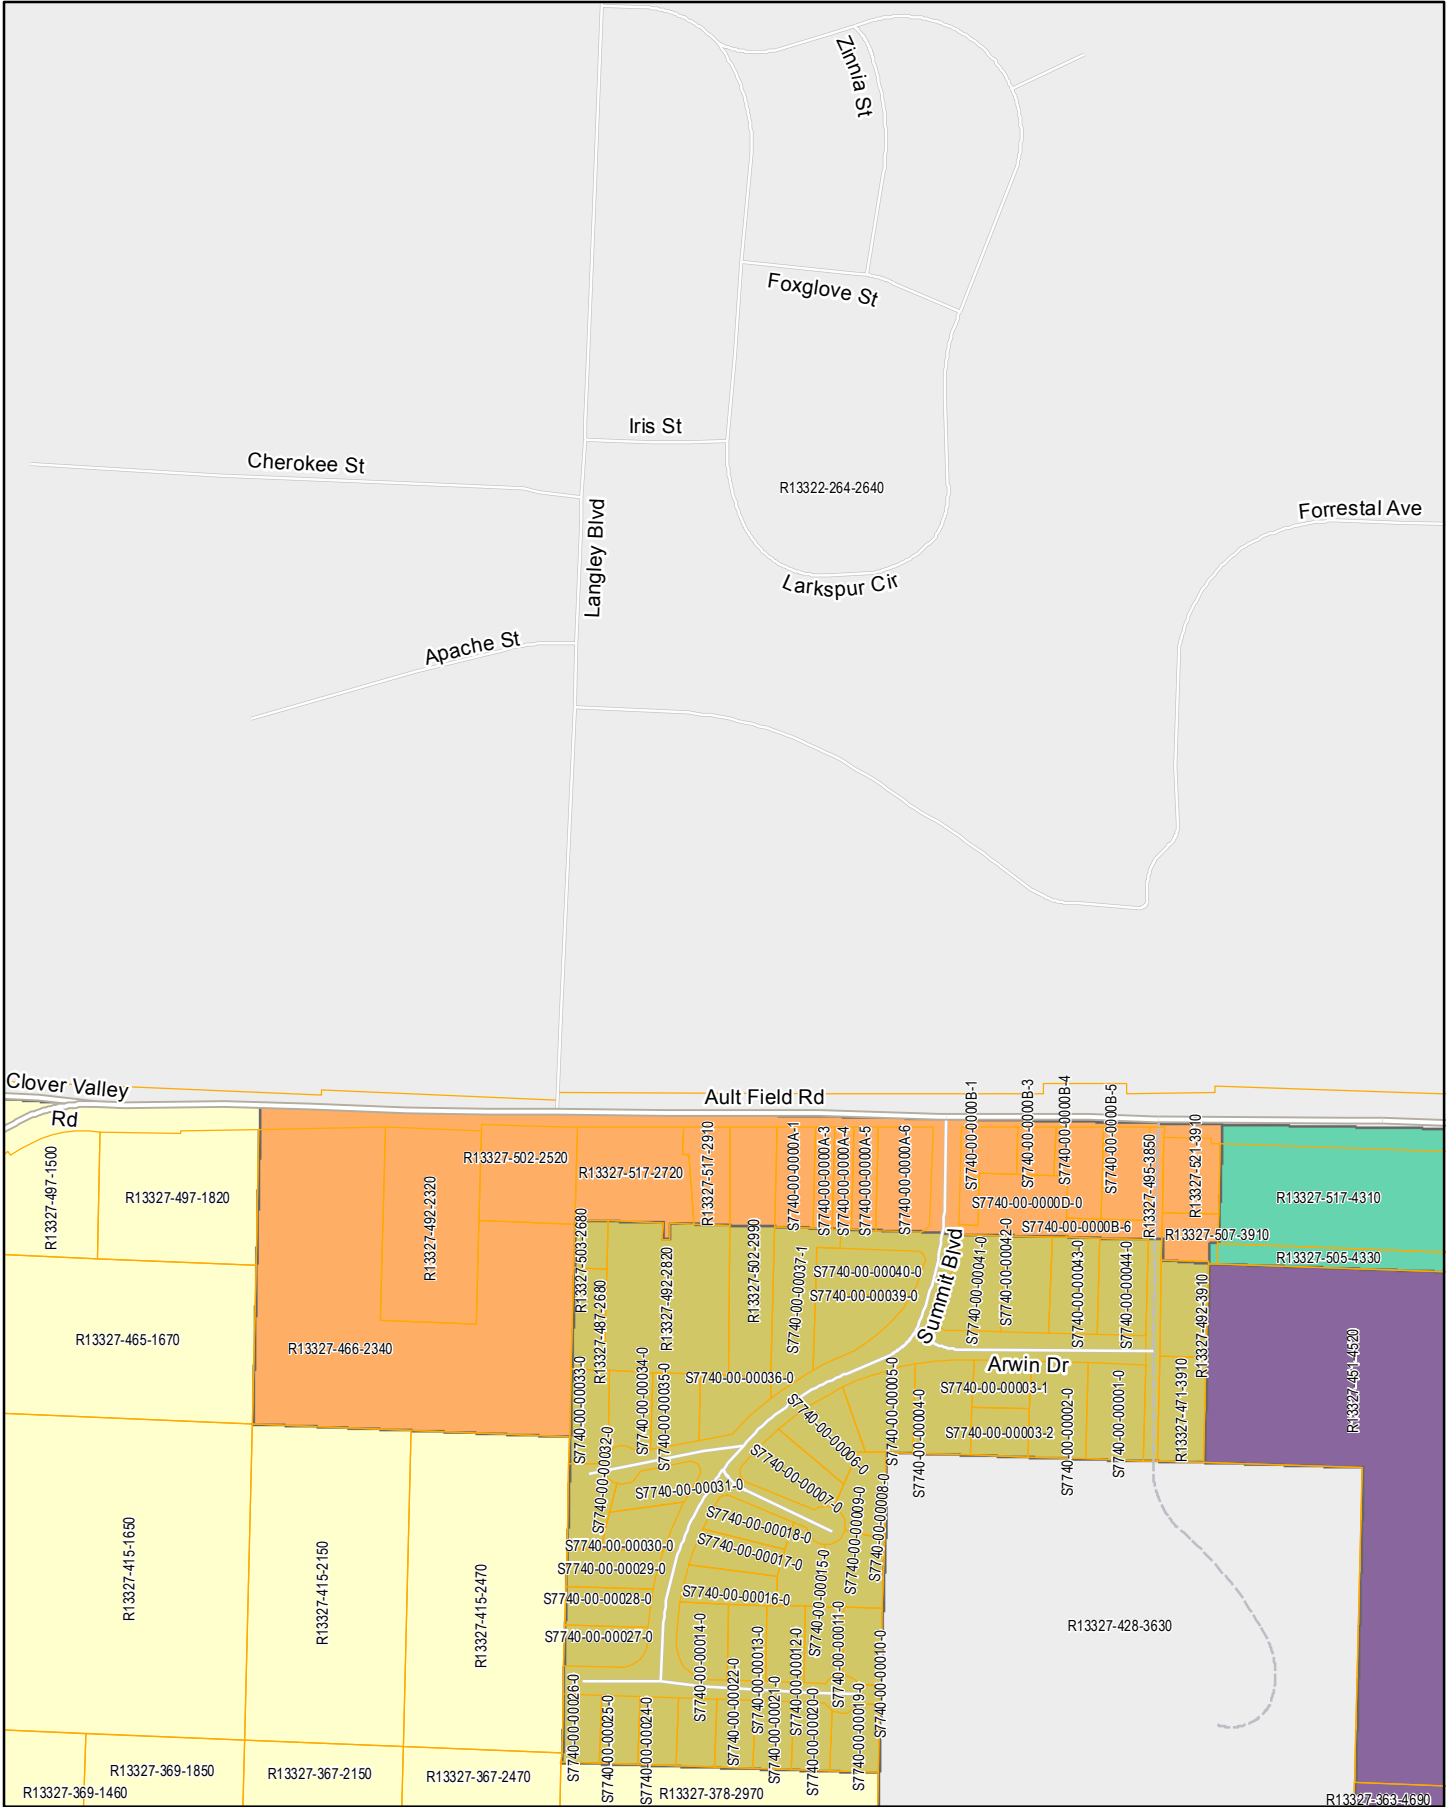 Zinnia St
Foxglove St
Iris St
Cherokee St
R13322-264-2640
Langley Blvd
Forrestal Ave
Larkspur Cir
Apache St
Clover Valley
Rd
Ault Field Rd
S7740-00-0000B-1
S7740-00-0000B-3
S7740-00-0000B-4
S7740-00-0000B-5
R13327-497-1500
R13327-497-1820
R13327-492-2320
R13327-502-2520
R13327-517-2720
R13327-517-2910
S7740-00-0000A-1
S7740-00-0000A-3
S7740-00-0000A-4
S7740-00-0000A-5
S7740-00-0000A-6
S7740-00-0000D-0
S7740-00-0000B-6
R13327-495-3850
R13327-521-3910
R13327-507-3910
R13327-517-4310
R13327-505-4330
R13327-503-2680
R13327-487-2680
R13327-492-2820
R13327-502-2990
S7740-00-00037-1
S7740-00-00040-0
S7740-00-00039-0
Summit Blvd
S7740-00-00041-0
S7740-00-00042-0
S7740-00-00043-0
S7740-00-00044-0
R13327-492-3910
R13327-465-1670
R13327-466-2340
R13327-451-4520
Arwin Dr
S7740-00-00033-0
S7740-00-00034-0
S7740-00-00035-0
S7740-00-00036-0
S7740-00-00032-0
S7740-00-00005-0
S7740-00-00004-0
S7740-00-00003-1
S7740-00-00003-2
S7740-00-00002-0
S7740-00-00001-0
R13327-471-3910
S7740-00-00006-0
S7740-00-00007-0
S7740-00-00031-0
S7740-00-00018-0
S7740-00-00017-0
S7740-00-00009-0
S7740-00-00008-0
S7740-00-00030-0
S7740-00-00029-0
S7740-00-00028-0
S7740-00-00027-0
S7740-00-00016-0
S7740-00-00015-0
R13327-415-1650
R13327-415-2150
R13327-415-2470
R13327-428-3630
S7740-00-00014-0
S7740-00-00022-0
S7740-00-00013-0
S7740-00-00021-0
S7740-00-00012-0
S7740-00-00020-0
S7740-00-00011-0
S7740-00-00019-0
S7740-00-00010-0
S7740-00-00026-0
S7740-00-00025-0
S7740-00-00024-0
R13327-369-1850
R13327-367-2150
R13327-367-2470
R13327-369-1460
R13327-378-2970
R13327-363-4690